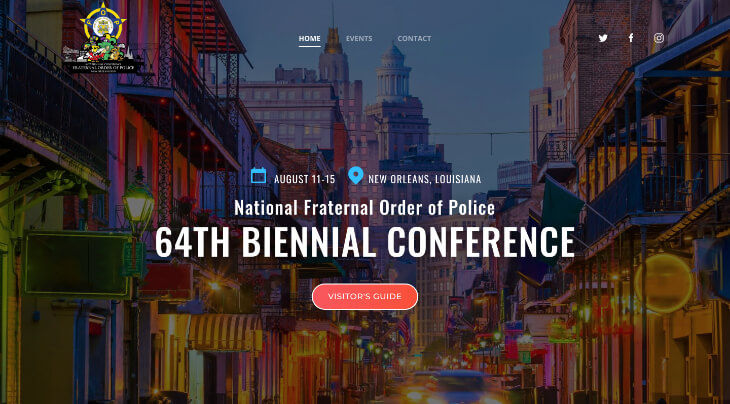 FRATERNAL ORDER OF POLICE
HOME EVENTS CONTACT
AUGUST 11-15 NEW ORLEANS, LOUISIANA
National Fraternal Order of Police
64TH BIENNIAL CONFERENCE
VISITOR'S GUIDE